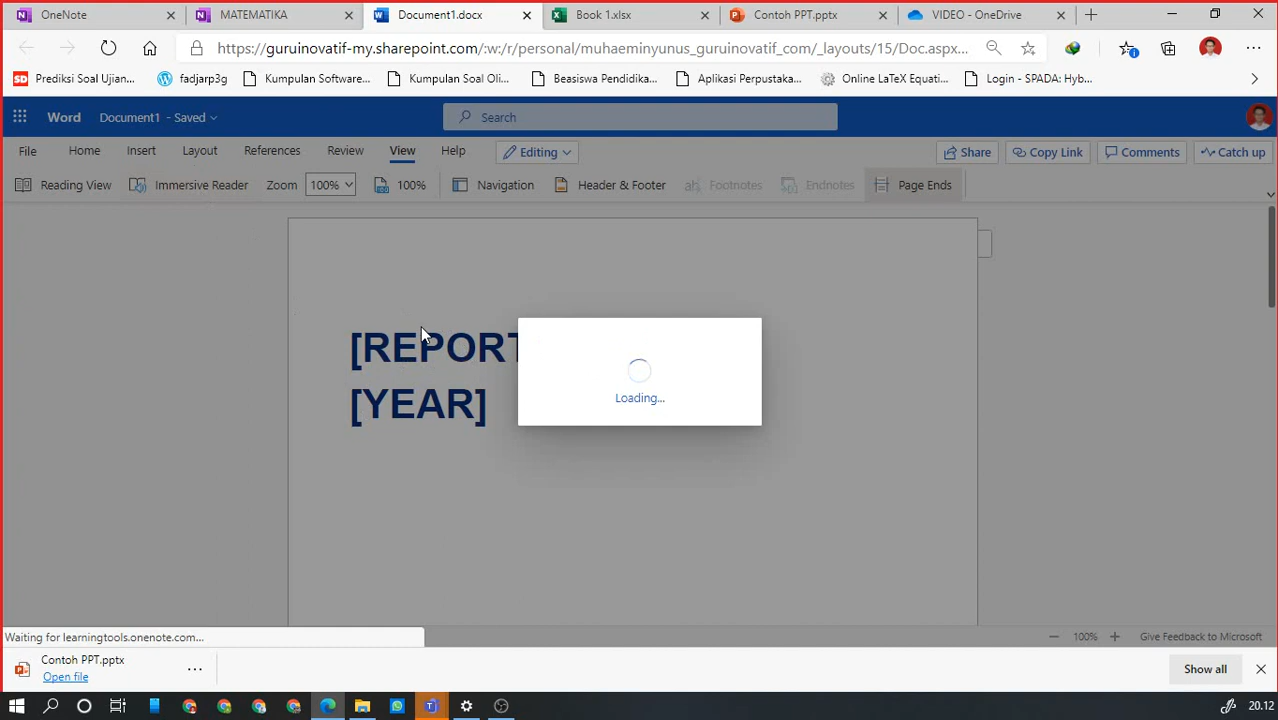 OneNote
MATEMATIKA
Document1.docx
Book 1.xlsx
Contoh PPT.pptx
VIDEO - OneDrive
https://guruinovatif-my.sharepoint.com/:w:/r/personal/muhaeminyunus_guruinovatif_com/_layouts/15/Doc.aspx...
Prediksi Soal Ujian...
fadjarp3g
Kumpulan Software...
Kumpulan Soal Oli...
Beasiswa Pendidika...
Aplikasi Perpustaka...
Online LaTeX Equati...
Login - SPADA: Hyb...
Word
Document1 - Saved
Search
File
Home
Insert
Layout
References
Review
View
Help
Editing
Share
Copy Link
Comments
Catch up
Reading View
Immersive Reader
Zoom
100%
100%
Navigation
Header & Footer
Footnotes
Endnotes
Page Ends
[REPORT
[YEAR]
Loading...
Waiting for learningtools.onenote.com...
100%
Give Feedback to Microsoft
Contoh PPT.pptx
Open file
Show all
20.12